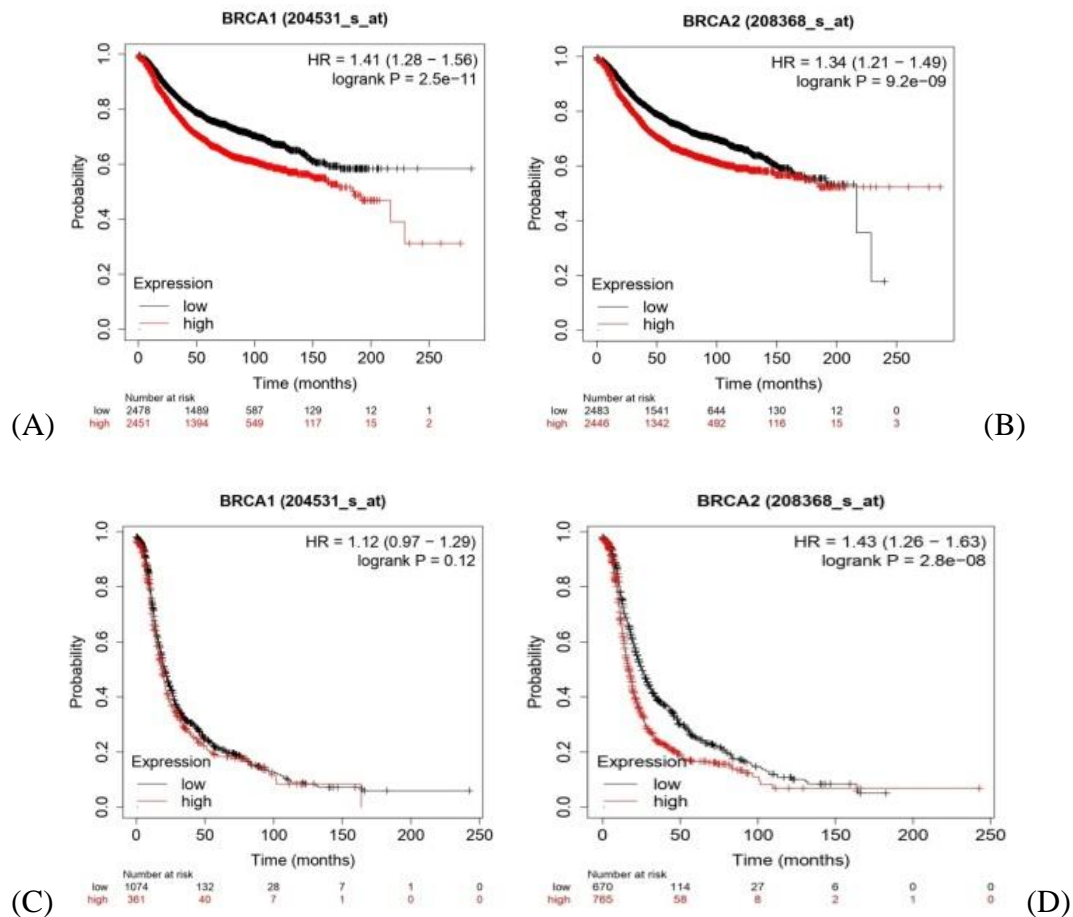 BRCA1 (204531_s_at)
HR = 1.41 (1.28 − 1.56)
logrank P = 2.5e−11
Probability
1.0
0.8
0.6
0.4
0.2
0.0
Expression
low
high
0 50 100 150 200 250
Time (months)
Number at risk
low 2478 1489 587 129 12 1
high 2451 1394 549 117 15 2
(A)
BRCA2 (208368_s_at)
HR = 1.34 (1.21 − 1.49)
logrank P = 9.2e−09
Probability
1.0
0.8
0.6
0.4
0.2
0.0
Expression
low
high
0 50 100 150 200 250
Time (months)
Number at risk
low 2483 1541 644 130 12 0
high 2446 1342 492 116 15 3
(B)
BRCA1 (204531_s_at)
HR = 1.12 (0.97 − 1.29)
logrank P = 0.12
Probability
1.0
0.8
0.6
0.4
0.2
0.0
Expression
low
high
0 50 100 150 200 250
Time (months)
Number at risk
low 1074 132 28 7 1 0
high 361 40 7 1 0 0
(C)
BRCA2 (208368_s_at)
HR = 1.43 (1.26 − 1.63)
logrank P = 2.8e−08
Probability
1.0
0.8
0.6
0.4
0.2
0.0
Expression
low
high
0 50 100 150 200 250
Time (months)
Number at risk
low 670 114 27 6 0 0
high 765 58 8 2 1 0
(D)